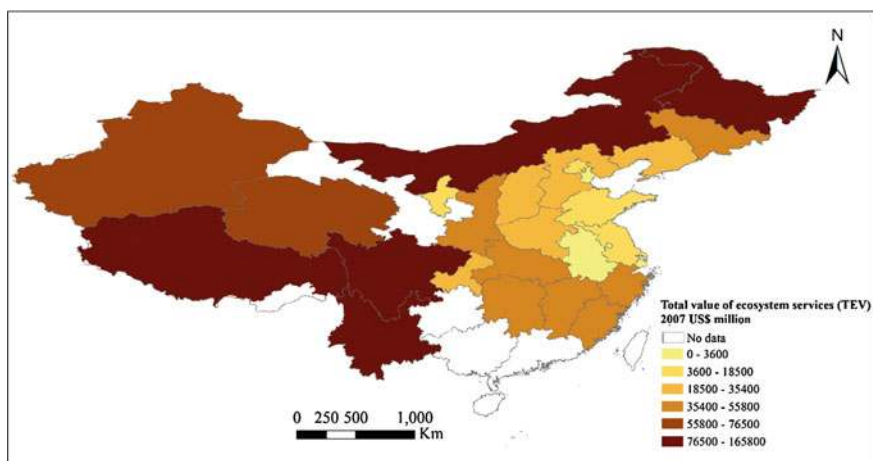 N
Total value of ecosystem services (TEV)
2007 US$ million
No data
0 - 3600
3600 - 18500
18500 - 35400
35400 - 55800
55800 - 76500
76500 - 165800
0 250 500 1,000
Km